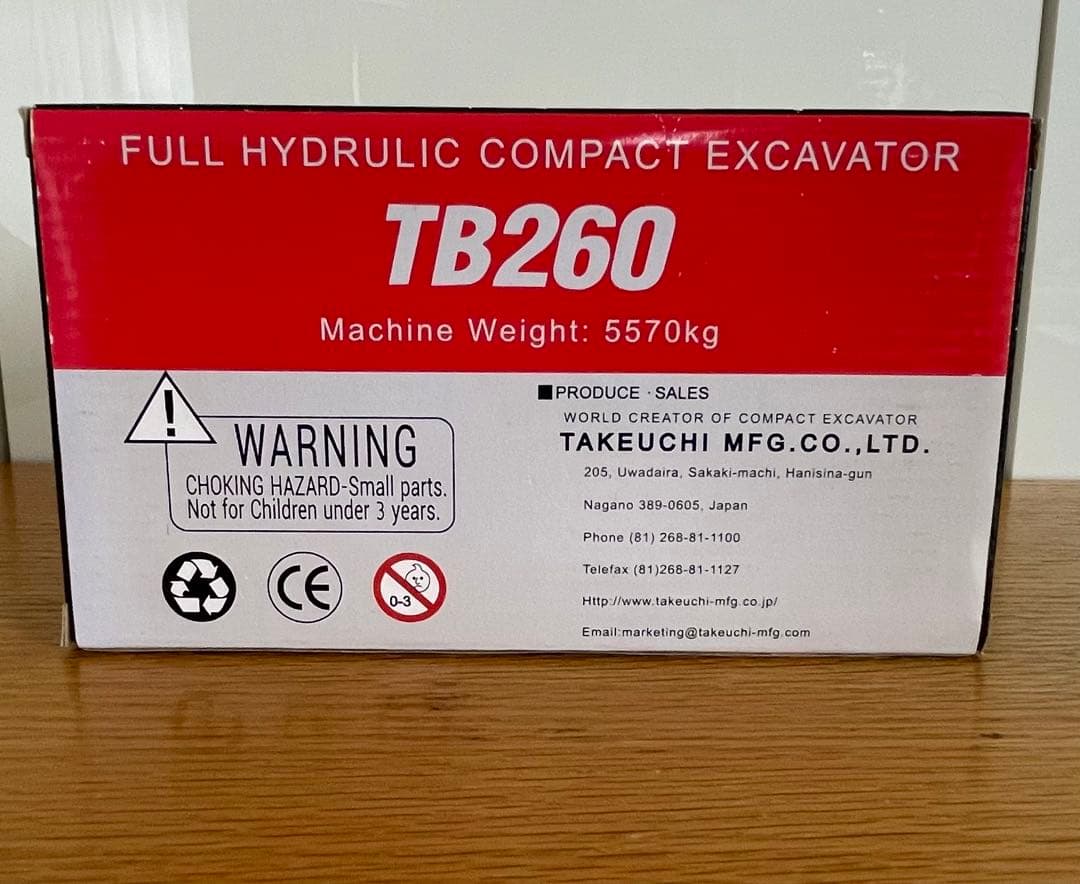 FULL HYDRULIC COMPACT EXCAVATOR
TB260
Machine Weight: 5570kg
! WARNING
CHOKING HAZARD-Small parts.
Not for Children under 3 years.
CE
0-3
PRODUCE · SALES
WORLD CREATOR OF COMPACT EXCAVATOR
TAKEUCHI MFG.CO.,LTD.
205, Uwadaira, Sakaki-machi, Hanisina-gun
Nagano 389-0605, Japan
Phone (81) 268-81-1100
Telefax (81)268-81-1127
Http://www.takeuchi-mfg.co.jp/
Email:marketing@takeuchi-mfg.com